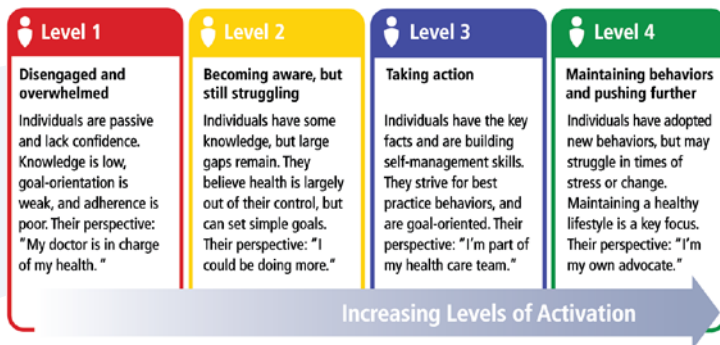 Level 1
Disengaged and
overwhelmed
Individuals are passive
and lack confidence.
Knowledge is low,
goal-orientation is
weak, and adherence is
poor. Their perspective:
"My doctor is in charge
of my health. "
Level 2
Becoming aware, but
still struggling
Individuals have some
knowledge, but large
gaps remain. They
believe health is largely
out of their control, but
can set simple goals.
Their perspective: "I
could be doing more."
Level 3
Taking action
Individuals have the key
facts and are building
self-management skills.
They strive for best
practice behaviors, and
are goal-oriented. Their
perspective: "I'm part of
my health care team."
Level 4
Maintaining behaviors
and pushing further
Individuals have adopted
new behaviors, but may
struggle in times of
stress or change.
Maintaining a healthy
lifestyle is a key focus.
Their perspective: "I'm
my own advocate."
Increasing Levels of Activation